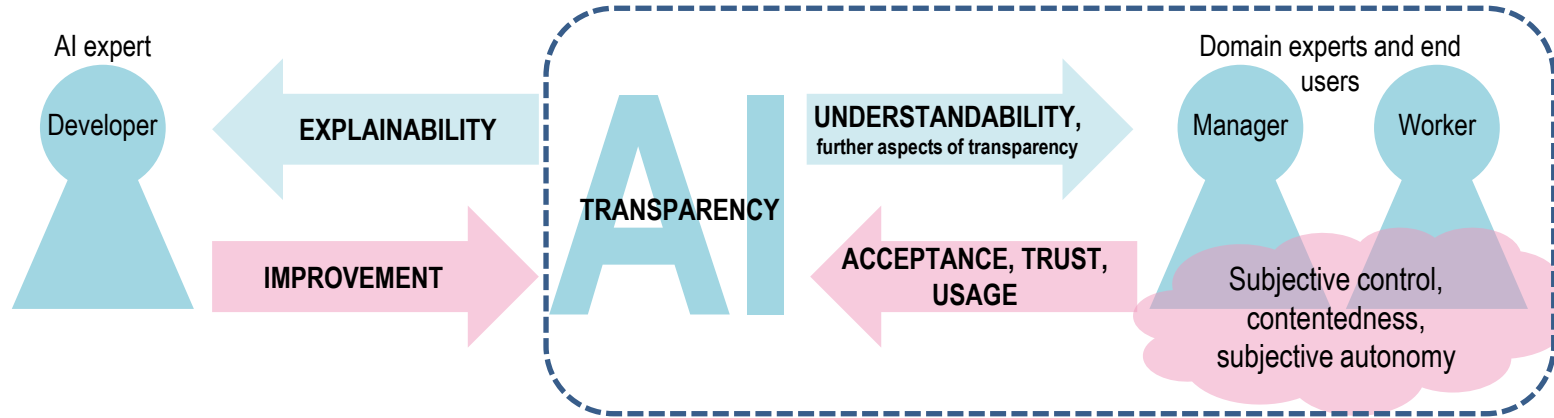 AI expert
Developer
EXPLAINABILITY
IMPROVEMENT
AI
TRANSPARENCY
UNDERSTANDABILITY,
further aspects of transparency
ACCEPTANCE, TRUST,
USAGE
Domain experts and end
users
Manager
Worker
Subjective control,
contentedness,
subjective autonomy